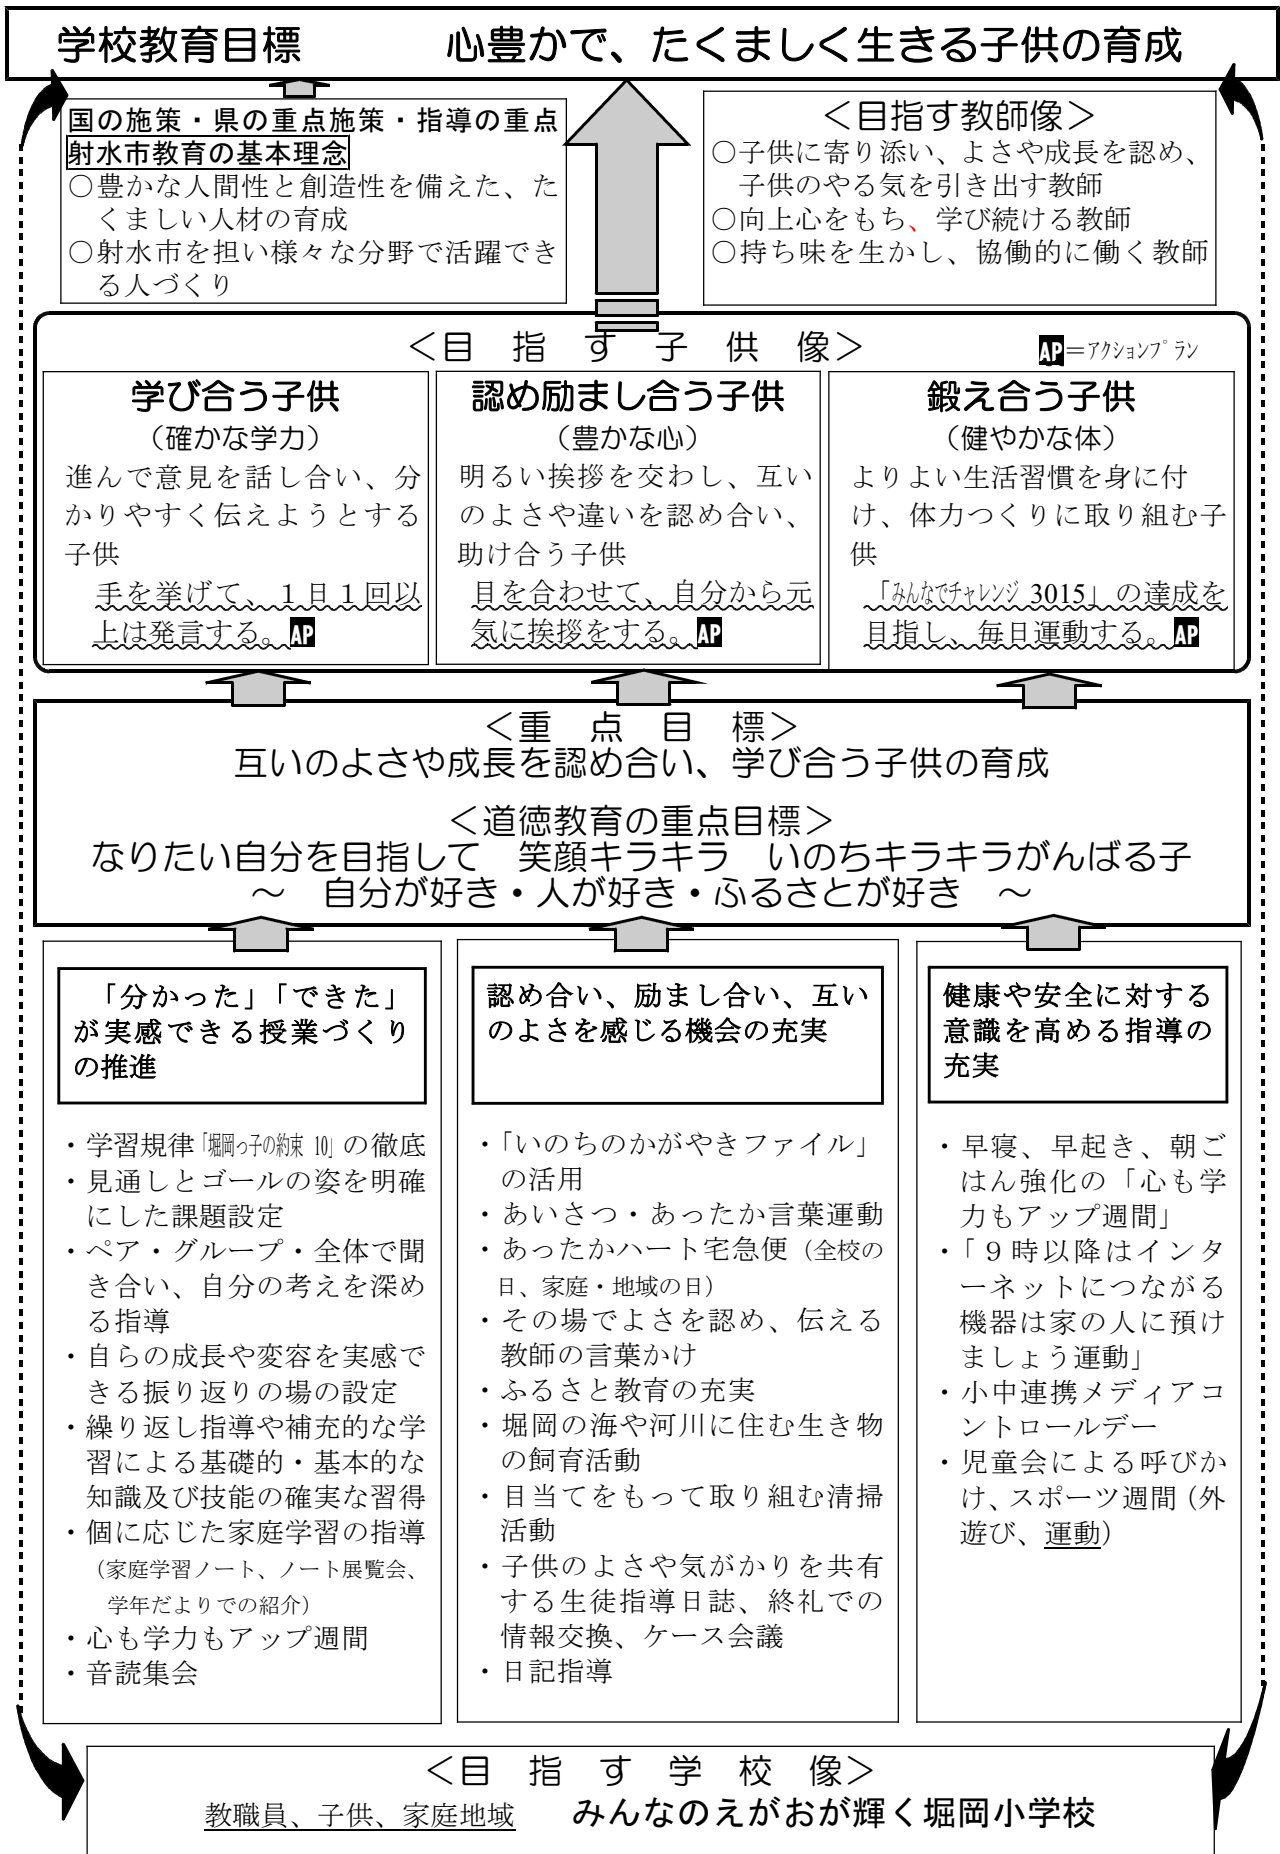 学校教育目標　　心豊かで、たくましく生きる子供の育成
国の施策・県の重点施策・指導の重点
射水市教育の基本理念
○豊かな人間性と創造性を備えた、た
くましい人材の育成
○射水市を担い様々な分野で活躍でき
る人づくり
＜目指す教師像＞
○子供に寄り添い、よさや成長を認め、
子供のやる気を引き出す教師
○向上心をもち、学び続ける教師
○持ち味を生かし、協働的に働く教師
＜目　指　す　子　供　像＞
AP＝ｱｸｼｮﾝﾌﾟﾗﾝ
学び合う子供
（確かな学力）
進んで意見を話し合い、分
かりやすく伝えようとする
子供
手を挙げて、１日１回以
上は発言する。AP
認め励まし合う子供
（豊かな心）
明るい挨拶を交わし、互い
のよさや違いを認め合い、
助け合う子供
目を合わせて、自分から元
気に挨拶をする。AP
鍛え合う子供
（健やかな体）
よりよい生活習慣を身に付
け、体力つくりに取り組む子
供
「みんなでチャレンジ 3015」の達成を
目指し、毎日運動する。AP
＜重　点　目　標＞
互いのよさや成長を認め合い、学び合う子供の育成
＜道徳教育の重点目標＞
なりたい自分を目指して　笑顔キラキラ　いのちキラキラがんばる子
～　自分が好き・人が好き・ふるさとが好き　～
「分かった」「できた」
が実感できる授業づくり
の推進
・学習規律「堀岡っ子の約束 10」の徹底
・見通しとゴールの姿を明確
にした課題設定
・ペア・グループ・全体で聞
き合い、自分の考えを深め
る指導
・自らの成長や変容を実感で
きる振り返りの場の設定
・繰り返し指導や補充的な学
習による基礎的・基本的な
知識及び技能の確実な習得
・個に応じた家庭学習の指導
（家庭学習ノート、ノート展覧会、
学年だよりでの紹介）
・心も学力もアップ週間
・音読集会
認め合い、励まし合い、互い
のよさを感じる機会の充実
・「いのちのかがやきファイル」
の活用
・あいさつ・あったか言葉運動
・あったかハート宅急便（全校の
日、家庭・地域の日）
・その場でよさを認め、伝える
教師の言葉かけ
・ふるさと教育の充実
・堀岡の海や河川に住む生き物
の飼育活動
・目当てをもって取り組む清掃
活動
・子供のよさや気がかりを共有
する生徒指導日誌、終礼での
情報交換、ケース会議
・日記指導
健康や安全に対する
意識を高める指導の
充実
・早寝、早起き、朝ご
はん強化の「心も学
力もアップ週間」
・「９時以降はインタ
ーネットにつながる
機器は家の人に預け
ましょう運動」
・小中連携メディアコ
ントロールデー
・児童会による呼びか
け、スポーツ週間（外
遊び、運動）
＜目　指　す　学　校　像＞
教職員、子供、家庭地域　　みんなのえがおが輝く堀岡小学校